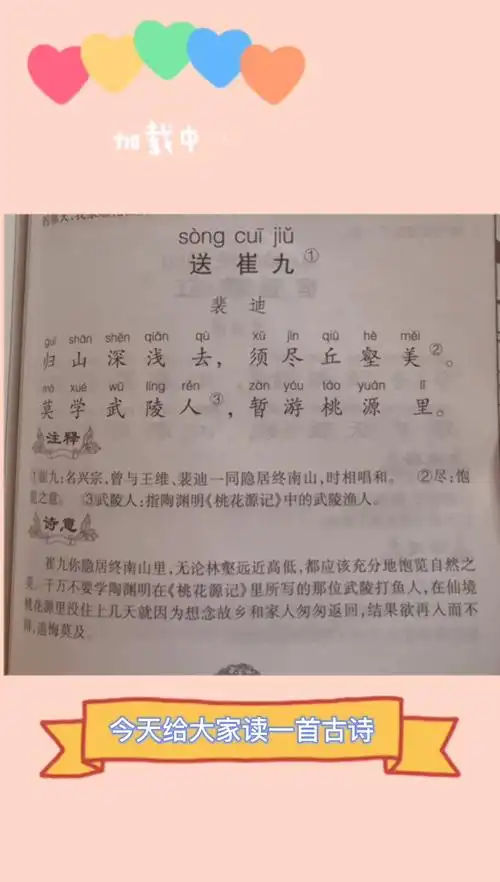 加载中
sòng cuī jiǔ
送崔九①
裴迪
guī shān shēn qiǎn qù xū jìn qiū hè měi
归山深浅去，须尽丘壑美②。
mò xué wǔ líng rén zàn yóu táo yuán lǐ
莫学武陵人③，暂游桃源里。
注释
①崔九：名兴宗，曾与王维、裴迪一同隐居终南山，时相唱和。 ②尽：饱
览之意。 ③武陵人：指陶渊明《桃花源记》中的武陵渔人。
诗意
崔九你隐居终南山里，无论林壑远近高低，都应该充分地饱览自然之
美。千万不要学陶渊明在《桃花源记》里所写的那位武陵打鱼人，在仙境
桃花源里没住上几天就因为想念故乡和家人匆匆返回，结果欲再入而不
得，追悔莫及。
今天给大家读一首古诗